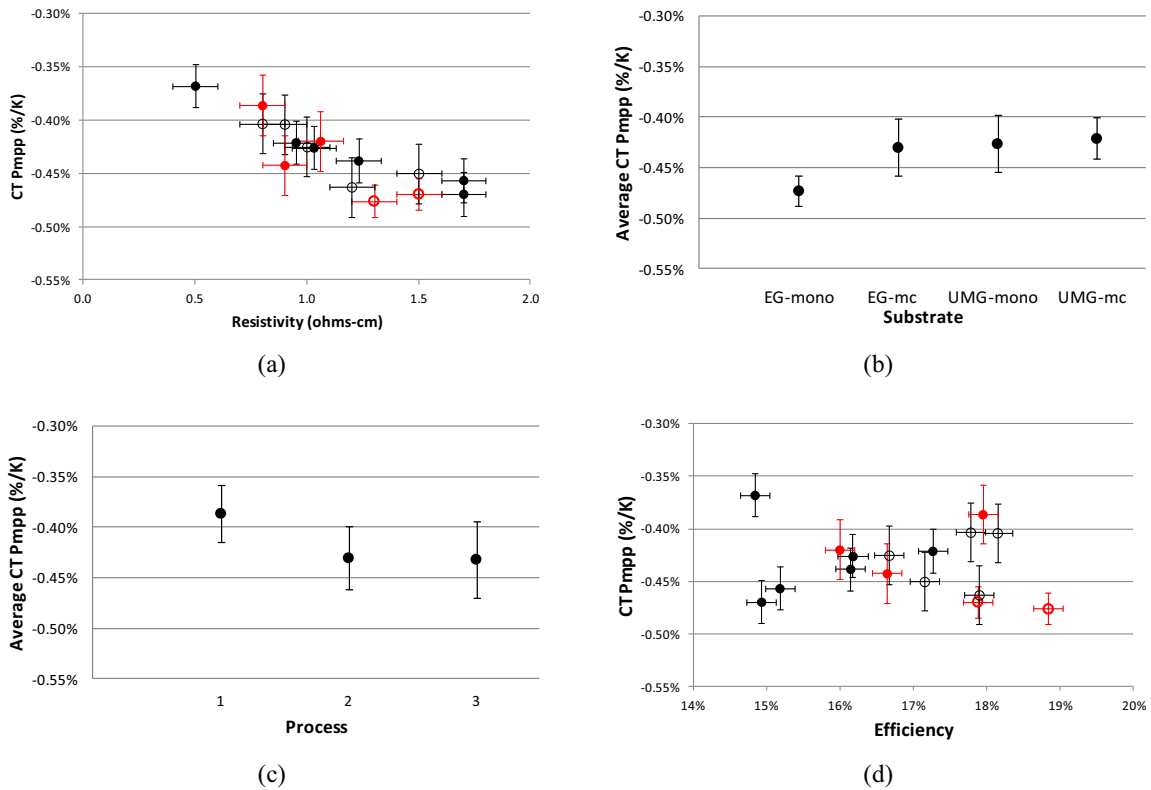 -0.30%
-0.35%
-0.40%
-0.45%
-0.50%
-0.55%
CT Pmpp (%/K)
0.0 0.5 1.0 1.5 2.0
Resistivity (ohms-cm)
(a)
-0.30%
-0.35%
-0.40%
-0.45%
-0.50%
-0.55%
Average CT Pmpp (%/K)
EG-mono EG-mc UMG-mono UMG-mc
Substrate
(b)
-0.30%
-0.35%
-0.40%
-0.45%
-0.50%
-0.55%
Average CT Pmpp (%/K)
1 2 3
Process
(c)
-0.30%
-0.35%
-0.40%
-0.45%
-0.50%
-0.55%
CT Pmpp (%/K)
14% 15% 16% 17% 18% 19% 20%
Efficiency
(d)